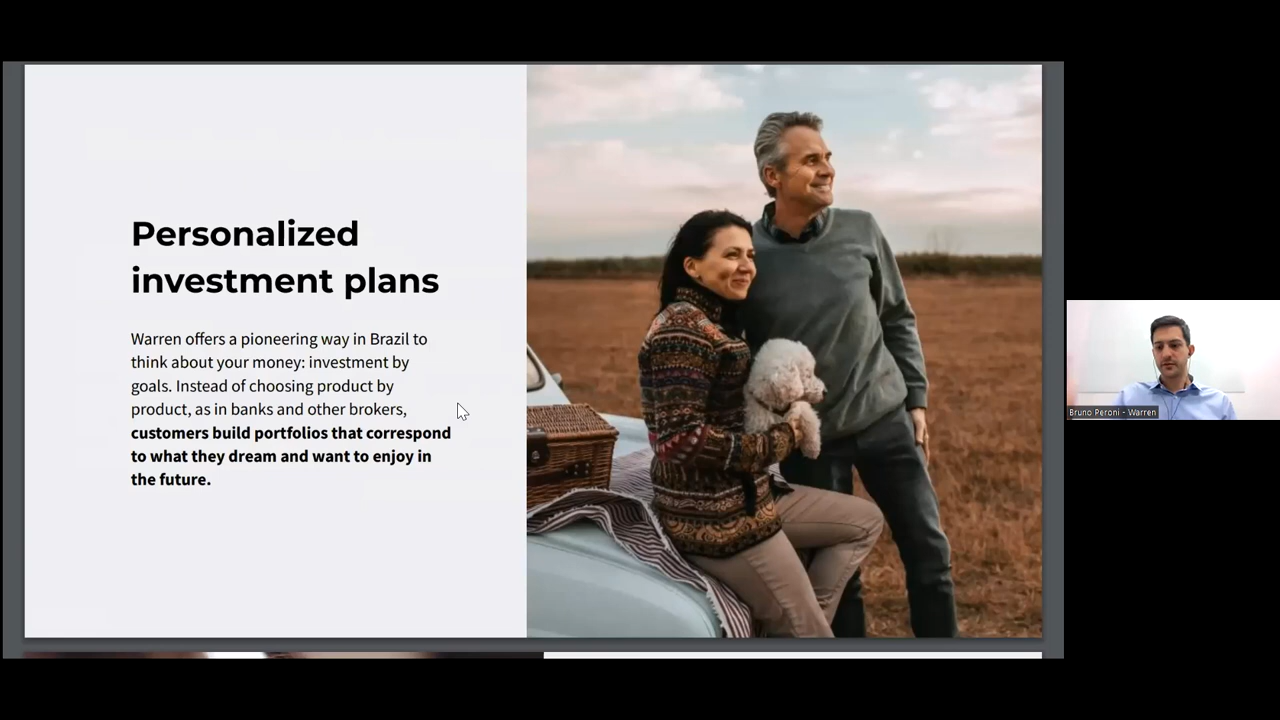 Personalized
investment plans
Warren offers a pioneering way in Brazil to
think about your money: investment by
goals. Instead of choosing product by
product, as in banks and other brokers,
customers build portfolios that correspond
to what they dream and want to enjoy in
the future.
Bruno Peroni - Warren